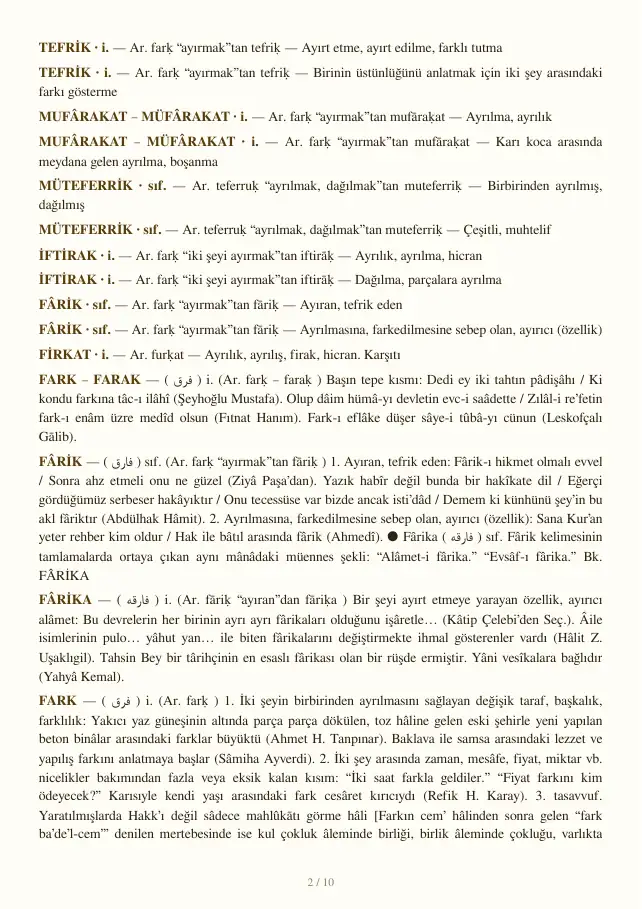 TEFRİK · i. — Ar. farḳ “ayırmak”tan tefriḳ — Ayırt etme, ayırt edilme, farklı tutma
TEFRİK · i. — Ar. farḳ “ayırmak”tan tefriḳ — Birinin üstünlüğünü anlatmak için iki şey arasındaki
farkı gösterme
MUFÂRAKAT – MÜFÂRAKAT · i. — Ar. farḳ “ayırmak”tan mufāraḳat — Ayrılma, ayrılık
MUFÂRAKAT – MÜFÂRAKAT · i. — Ar. farḳ “ayırmak”tan mufāraḳat — Karı koca arasında
meydana gelen ayrılma, boşanma
MÜTEFERRİK · sıf. — Ar. teferruḳ “ayrılmak, dağılmak”tan muteferriḳ — Birbirinden ayrılmış,
dağılmış
MÜTEFERRİK · sıf. — Ar. teferruḳ “ayrılmak, dağılmak”tan muteferriḳ — Çeşitli, muhtelif
İFTİRAK · i. — Ar. farḳ “iki şeyi ayırmak”tan iftirāḳ — Ayrılık, ayrılma, hicran
İFTİRAK · i. — Ar. farḳ “iki şeyi ayırmak”tan iftirāḳ — Dağılma, parçalara ayrılma
FÂRİK · sıf. — Ar. farḳ “ayırmak”tan fāriḳ — Ayıran, tefrik eden
FÂRİK · sıf. — Ar. farḳ “ayırmak”tan fāriḳ — Ayrılmasına, farkedilmesine sebep olan, ayırıcı (özellik)
FİRKAT · i. — Ar. furḳat — Ayrılık, ayrılış, firak, hicran. Karşıtı
FARK – FARAK — ( فرق ) i. (Ar. farḳ – faraḳ ) Başın tepe kısmı: Dedi ey iki tahtın pâdişâhı / Ki
kondu farkına tâc-ı ilâhî (Şeyhoğlu Mustafa). Olup dâim hümâ-yı devletin evc-i saâdette / Zılâl-i re’fetin
fark-ı enâm üzre medîd olsun (Fıtnat Hanım). Fark-ı eflâke düşer sâye-i tûbâ-yı cünun (Leskofçalı
Gālib).
FÂRİK — ( فارق ) sıf. (Ar. farḳ “ayırmak”tan fāriḳ ) 1. Ayıran, tefrik eden: Fârik-ı hikmet olmalı evvel
/ Sonra ahz etmeli onu ne güzel (Ziyâ Paşa’dan). Yazık habîr değil bunda bir hakîkate dil / Eğerçi
gördüğümüz serbeser hakâyıktır / Onu tecessüse var bizde ancak isti’dâd / Demem ki künhünü şey’in bu
akl fâriktır (Abdülhak Hâmit). 2. Ayrılmasına, farkedilmesine sebep olan, ayırıcı (özellik): Sana Kur’an
yeter rehber kim oldur / Hak ile bâtıl arasında fârik (Ahmedî). ● Fârika ( فارقه ) sıf. Fârik kelimesinin
tamlamalarda ortaya çıkan aynı mânâdaki müennes şekli: “Alâmet-i fârika.” “Evsâf-ı fârika.” Bk.
FÂRİKA
FÂRİKA — ( فارقه ) i. (Ar. fāriḳ “ayıran”dan fāriḳa ) Bir şeyi ayırt etmeye yarayan özellik, ayırıcı
alâmet: Bu devrelerin her birinin ayrı ayrı fârikaları olduğunu işâretle… (Kâtip Çelebi’den Seç.). Âile
isimlerinin pulo… yâhut yan… ile biten fârikalarını değiştirmekte ihmal gösterenler vardı (Hâlit Z.
Uşaklıgil). Tahsin Bey bir târihçinin en esaslı fârikası olan bir rüşde ermiştir. Yâni vesîkalara bağlıdır
(Yahyâ Kemal).
FARK — ( فرق ) i. (Ar. farḳ ) 1. İki şeyin birbirinden ayrılmasını sağlayan değişik taraf, başkalık,
farklılık: Yakıcı yaz güneşinin altında parça parça dökülen, toz hâline gelen eski şehirle yeni yapılan
beton binâlar arasındaki farklar büyüktü (Ahmet H. Tanpınar). Baklava ile samsa arasındaki lezzet ve
yapılış farkını anlatmaya başlar (Sâmiha Ayverdi). 2. İki şey arasında zaman, mesâfe, fiyat, miktar vb.
nicelikler bakımından fazla veya eksik kalan kısım: “İki saat farkla geldiler.” “Fiyat farkını kim
ödeyecek?” Karısıyle kendi yaşı arasındaki fark cesâret kırıcıydı (Refik H. Karay). 3. tasavvuf.
Yaratılmışlarda Hakk’ı değil sâdece mahlûkātı görme hâli [Farkın cem’ hâlinden sonra gelen “fark
ba’de’l-cem’” denilen mertebesinde ise kul çokluk âleminde birliği, birlik âleminde çokluğu, varlıkta
2 / 10